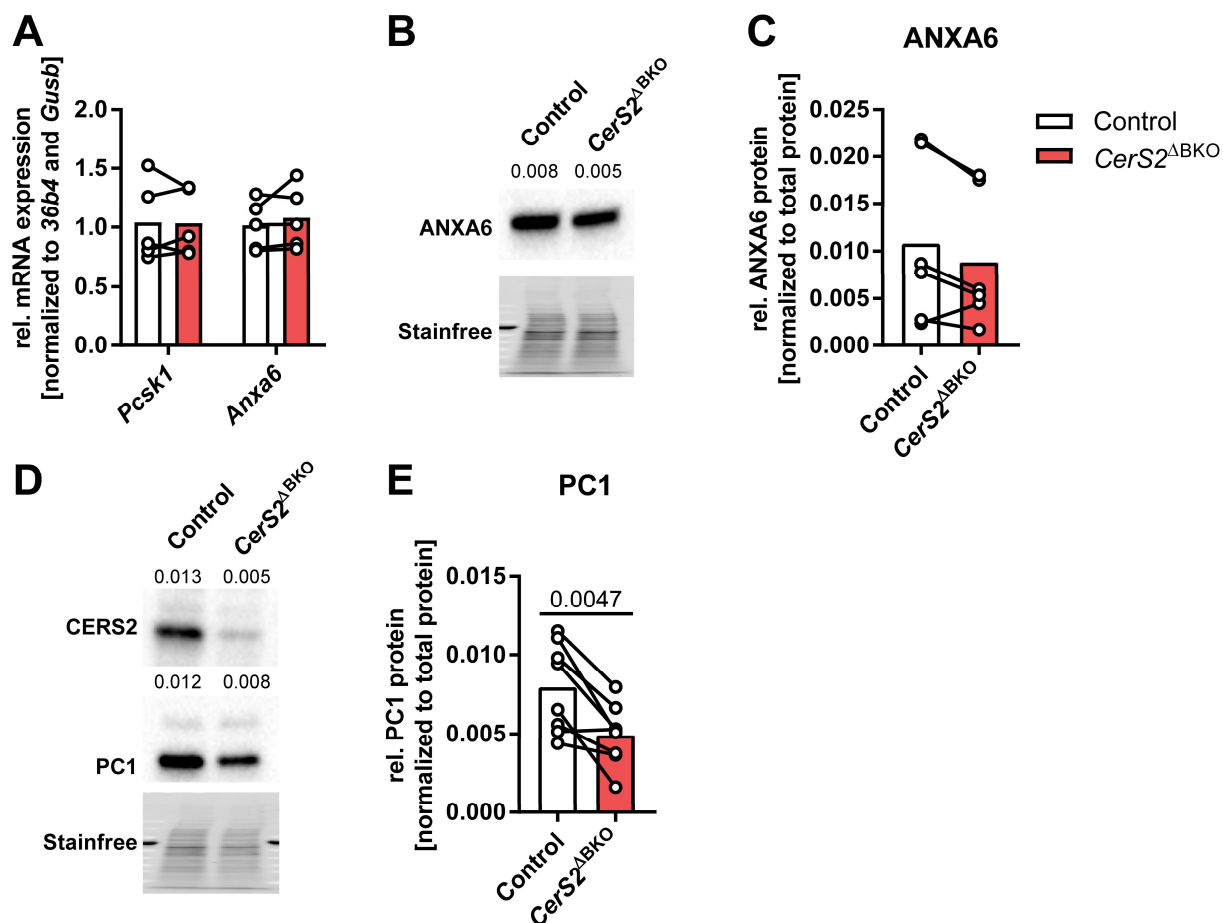 A
rel. mRNA expression
[normalized to 36b4 and Gusb]
2.0
1.5
1.0
0.5
0.0
Pcsk1
Anxa6
B
Control
CerS2ΔBKO
0.008 0.005
ANXA6
Stainfree
C
ANXA6
rel. ANXA6 protein
[normalized to total protein]
0.025
0.020
0.015
0.010
0.005
0.000
Control
CerS2ΔBKO
Control
CerS2ΔBKO
D
Control
CerS2ΔBKO
0.013 0.005
CERS2
0.012 0.008
PC1
Stainfree
E
PC1
rel. PC1 protein
[normalized to total protein]
0.015
0.010
0.005
0.000
0.0047
Control
CerS2ΔBKO